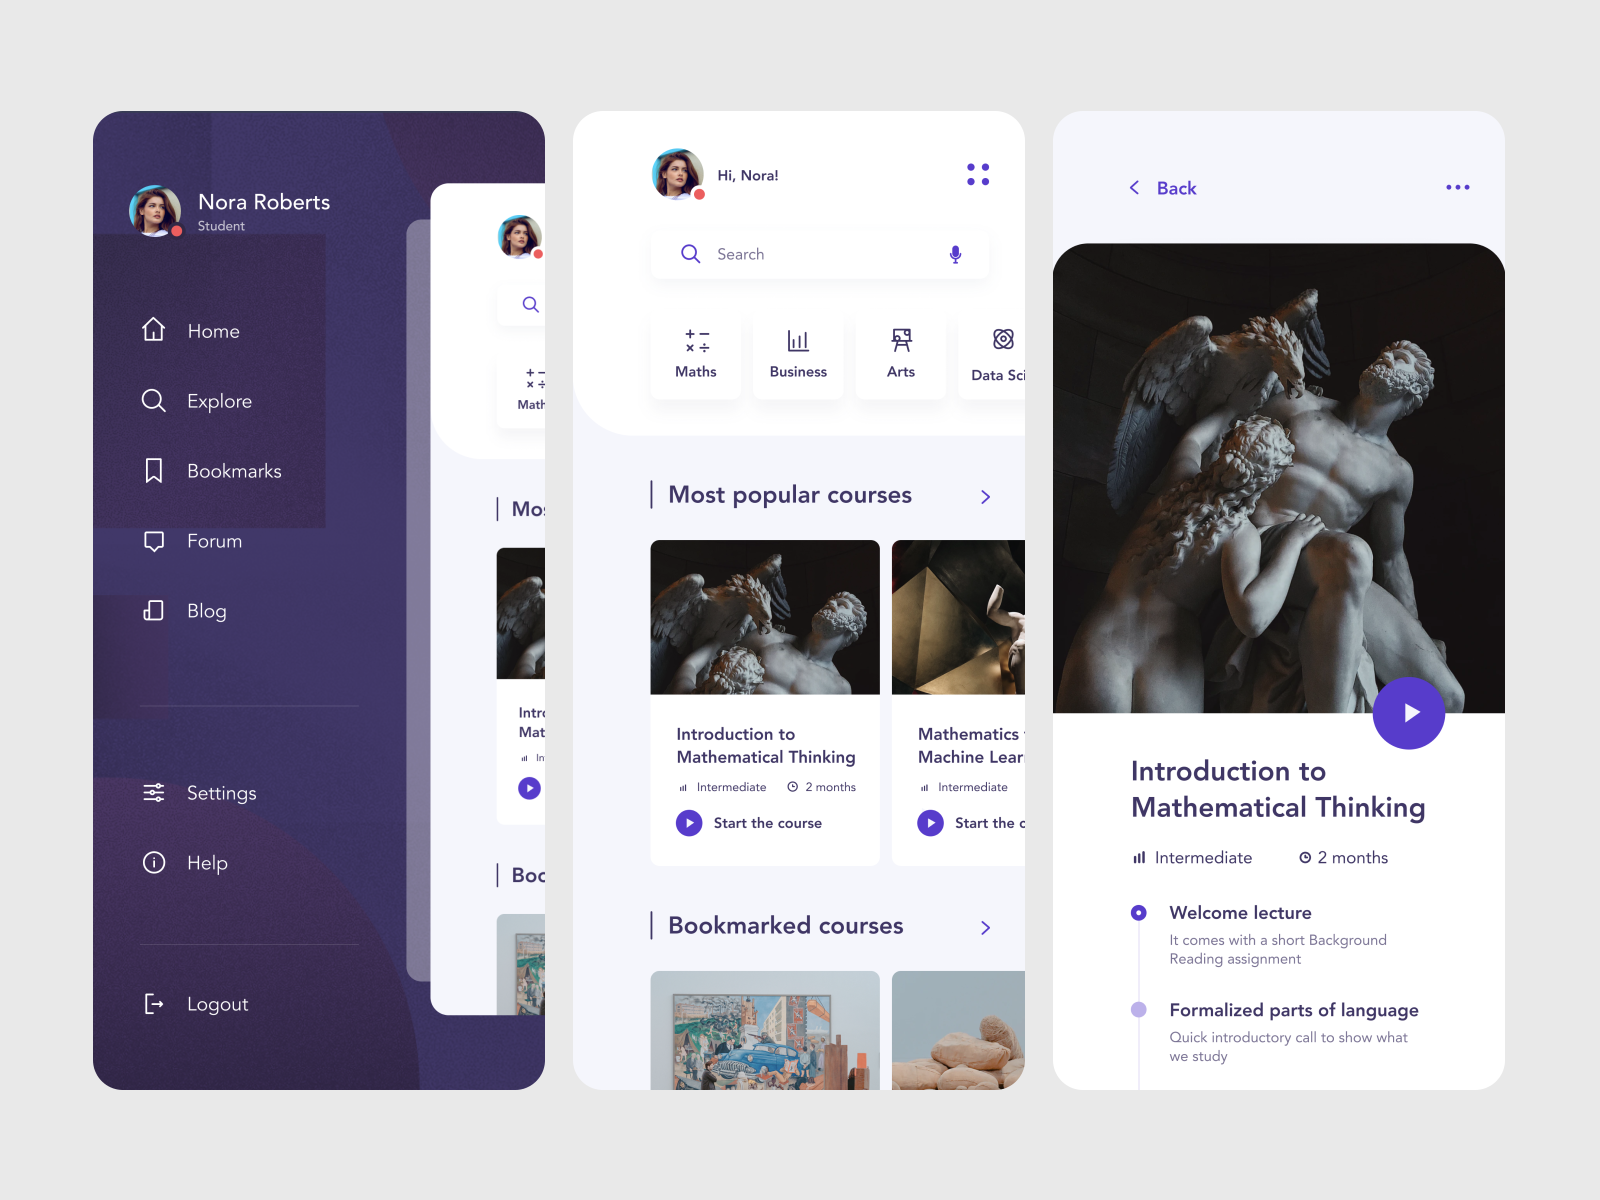 Nora Roberts
Student
Home
Explore
Bookmarks
Forum
Blog
Settings
Help
Logout
Math
Mos
Intro
Mat
In
Boo
Hi, Nora!
Search
Maths
Business
Arts
Data Sci
Most popular courses
Introduction to
Mathematical Thinking
Intermediate
2 months
Start the course
Mathematics
Machine Lear
Intermediate
Start the c
Bookmarked courses
Back
Introduction to
Mathematical Thinking
Intermediate
2 months
Welcome lecture
It comes with a short Background
Reading assignment
Formalized parts of language
Quick introductory call to show what
we study